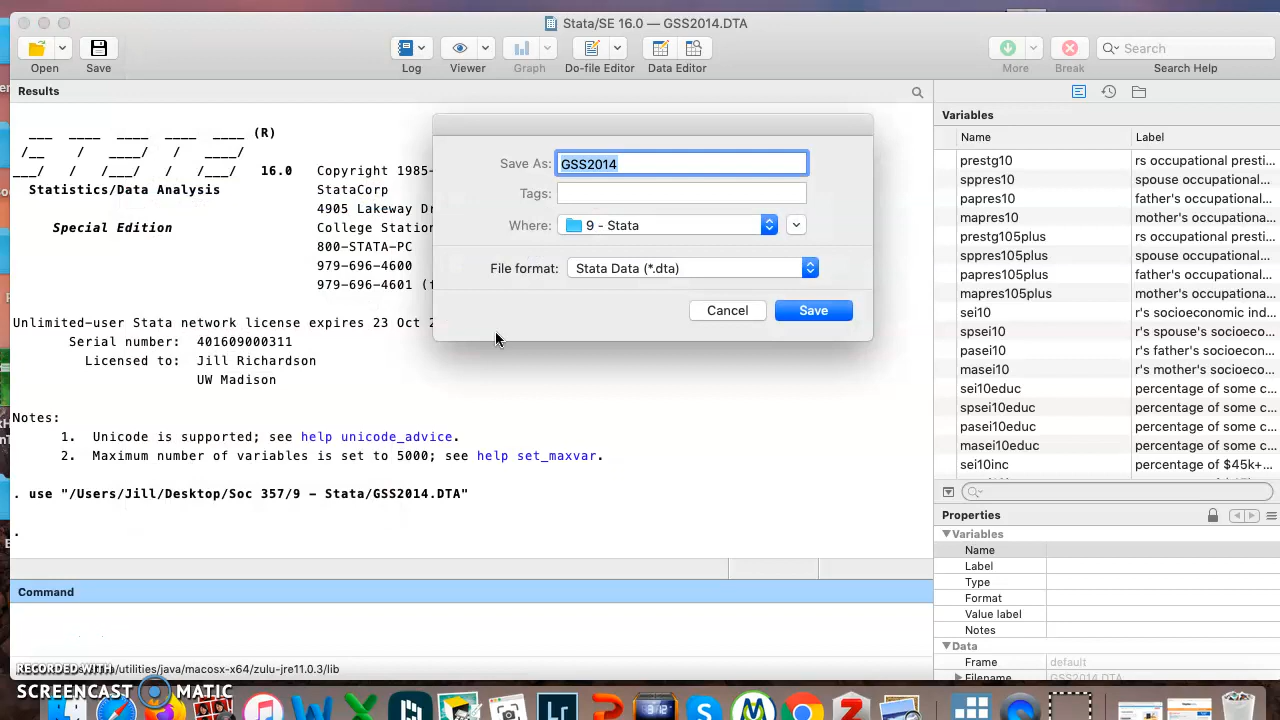 Stata/SE 16.0 — GSS2014.DTA
Open
Save
Log
Viewer
Graph
Do-file Editor
Data Editor
More
Break
Search
Search Help
Results
(R)
16.0 Copyright 1985-
Statistics/Data Analysis StataCorp
4905 Lakeway Dr
Special Edition College Station
800-STATA-PC
979-696-4600
979-696-4601 (
Unlimited-user Stata network license expires 23 Oct 2
Serial number: 401609000311
Licensed to: Jill Richardson
UW Madison
Notes:
1. Unicode is supported; see help unicode_advice.
2. Maximum number of variables is set to 5000; see help set_maxvar.
. use "/Users/Jill/Desktop/Soc 357/9 - Stata/GSS2014.DTA"
.
Save As: GSS2014
Tags:
Where: 9 - Stata
File format: Stata Data (*.dta)
Cancel
Save
Variables
Name Label
prestg10 rs occupational presti...
sppres10 spouse occupational...
papres10 father's occupational...
mapres10 mother's occupationa...
prestg105plus rs occupational presti...
sppres105plus spouse occupational...
papres105plus father's occupational...
mapres105plus mother's occupationa...
sei10 r's socioeconomic ind...
spsei10 r's spouse's socioeco...
pasei10 r's father's socioecon...
masei10 r's mother's socioeco...
sei10educ percentage of some c...
spsei10educ percentage of some c...
pasei10educ percentage of some c...
masei10educ percentage of some c...
sei10inc percentage of $45k+...
Properties
Variables
Name
Label
Type
Format
Value label
Notes
Data
Frame default
Filename GSS2014.DTA
Command
RECORDED WITH
/utilities/java/macosx-x64/zulu-jre11.0.3/lib
SCREENCAST MATIC